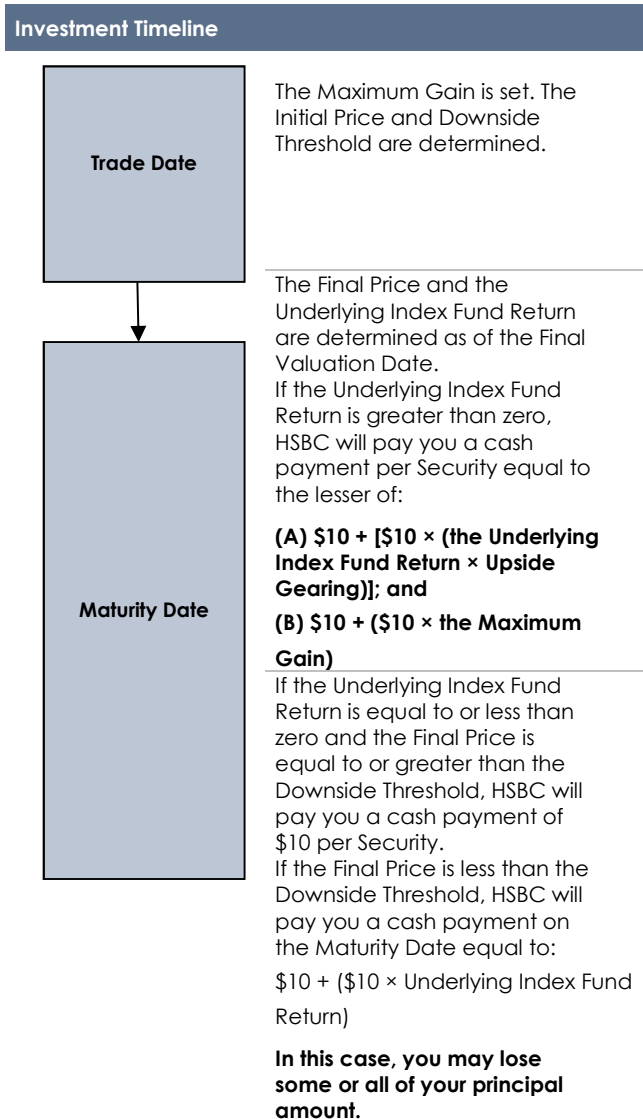 Investment Timeline
Trade Date
The Maximum Gain is set. The
Initial Price and Downside
Threshold are determined.
Maturity Date
The Final Price and the
Underlying Index Fund Return
are determined as of the Final
Valuation Date.
If the Underlying Index Fund
Return is greater than zero,
HSBC will pay you a cash
payment per Security equal to
the lesser of:
(A) $10 + [$10 × (the Underlying
Index Fund Return × Upside
Gearing)]; and
(B) $10 + ($10 × the Maximum
Gain)
If the Underlying Index Fund
Return is equal to or less than
zero and the Final Price is
equal to or greater than the
Downside Threshold, HSBC will
pay you a cash payment of
$10 per Security.
If the Final Price is less than the
Downside Threshold, HSBC will
pay you a cash payment on
the Maturity Date equal to:
$10 + ($10 × Underlying Index Fund
Return)
In this case, you may lose
some or all of your principal
amount.